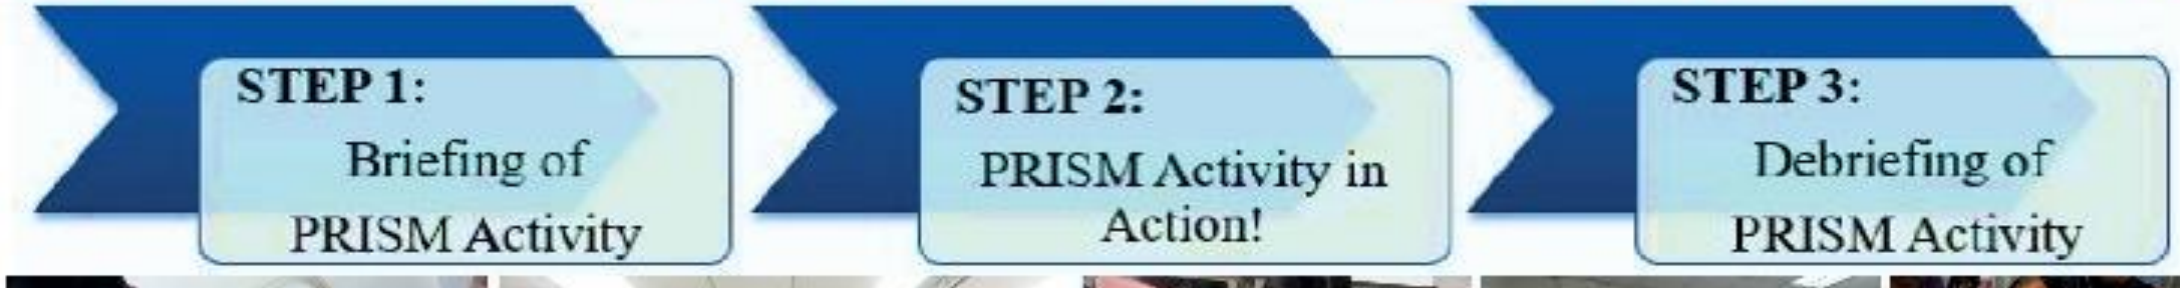 STEP 1:
Briefing of
PRISM Activity
STEP 2:
PRISM Activity in
Action!
STEP 3:
Debriefing of
PRISM Activity